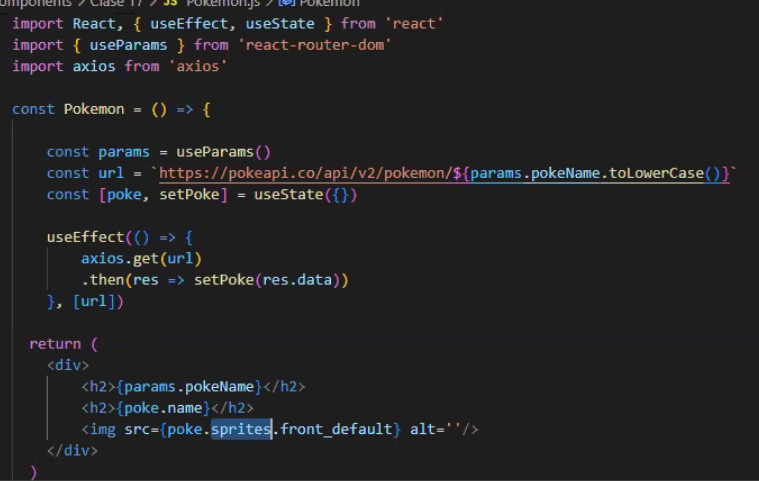 omponents > Clase 17 > JS Pokemon.js > Pokemon
import React, { useEffect, useState } from 'react'
import { useParams } from 'react-router-dom'
import axios from 'axios'
const Pokemon = () => {
const params = useParams()
const url = `https://pokeapi.co/api/v2/pokemon/${params.pokeName.toLowerCase()}`
const [poke, setPoke] = useState({})
useEffect(() => {
axios.get(url)
.then(res => setPoke(res.data))
}, [url])
return (
<div>
<h2>{params.pokeName}</h2>
<h2>{poke.name}</h2>
<img src={poke.sprites.front_default} alt=''/>
</div>
)